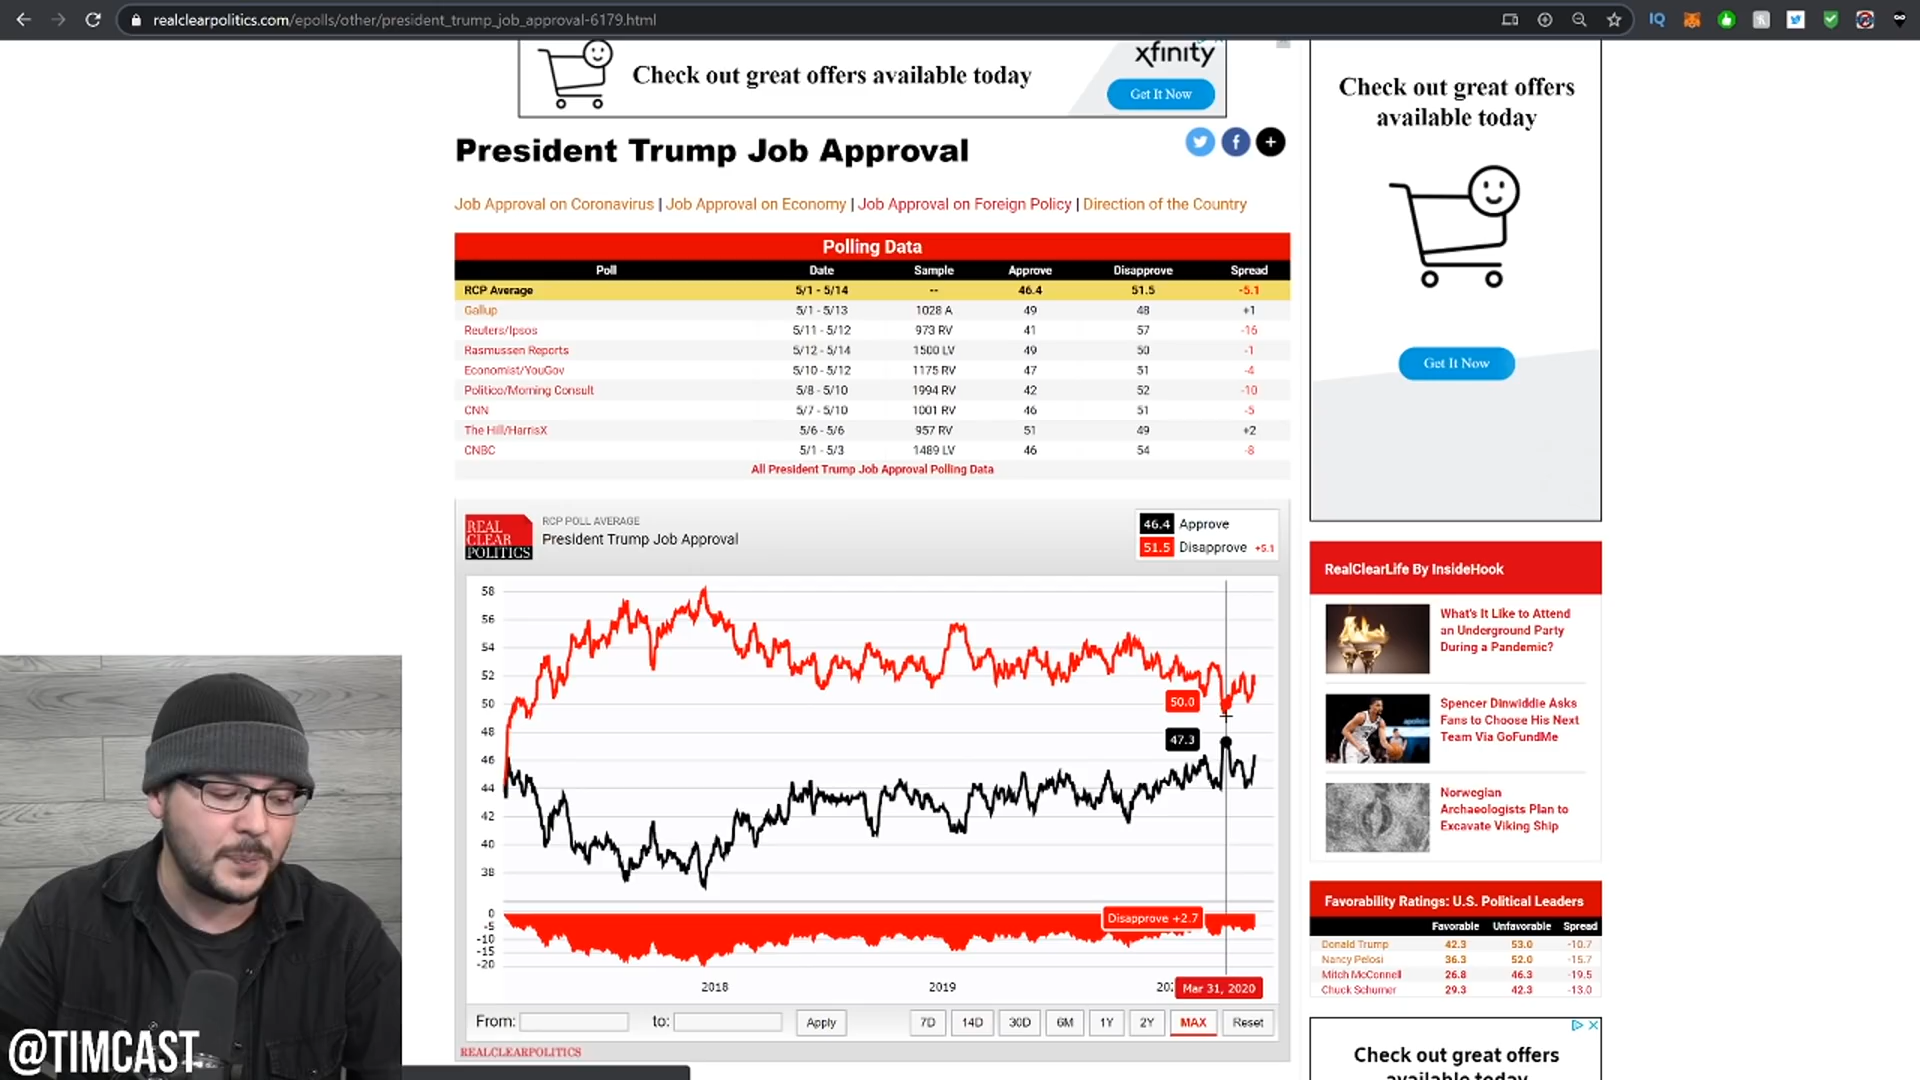 realclearpolitics.com/epolls/other/president_trump_job_approval-6179.html
IQ
Check out great offers available today
xfinity
Get It Now
President Trump Job Approval
Job Approval on Coronavirus | Job Approval on Economy | Job Approval on Foreign Policy | Direction of the Country
Polling Data
Poll Date Sample Approve Disapprove Spread
RCP Average 5/1 - 5/14 -- 46.4 51.5 -5.1
Gallup 5/1 - 5/13 1028 A 49 48 +1
Reuters/Ipsos 5/11 - 5/12 973 RV 41 57 -16
Rasmussen Reports 5/12 - 5/14 1500 LV 49 50 -1
Economist/YouGov 5/10 - 5/12 1175 RV 47 51 -4
Politico/Morning Consult 5/8 - 5/10 1994 RV 42 52 -10
CNN 5/7 - 5/10 1001 RV 46 51 -5
The Hill/HarrisX 5/6 - 5/6 957 RV 51 49 +2
CNBC 5/1 - 5/3 1489 LV 46 54 -8
All President Trump Job Approval Polling Data
REAL
CLEAR
POLITICS
RCP POLL AVERAGE
President Trump Job Approval
46.4 Approve
51.5 Disapprove +5.1
58
56
54
52
50
48
46
44
42
40
38
50.0
47.3
0
-5
-10
-15
-20
Disapprove +2.7
2018
2019
Mar 31, 2020
From:
to:
Apply
7D
14D
30D
6M
1Y
2Y
MAX
Reset
REALCLEARPOLITICS
Check out great offers
available today
Get It Now
RealClearLife By InsideHook
What's It Like to Attend
an Underground Party
During a Pandemic?
Spencer Dinwiddie Asks
Fans to Choose His Next
Team Via GoFundMe
Norwegian
Archaeologists Plan to
Excavate Viking Ship
Favorability Ratings: U.S. Political Leaders
Favorable Unfavorable Spread
Donald Trump 42.3 53.0 -10.7
Nancy Pelosi 36.3 52.0 -15.7
Mitch McConnell 26.8 46.3 -19.5
Chuck Schumer 29.3 42.3 -13.0
Check out great offers
@TIMCAST